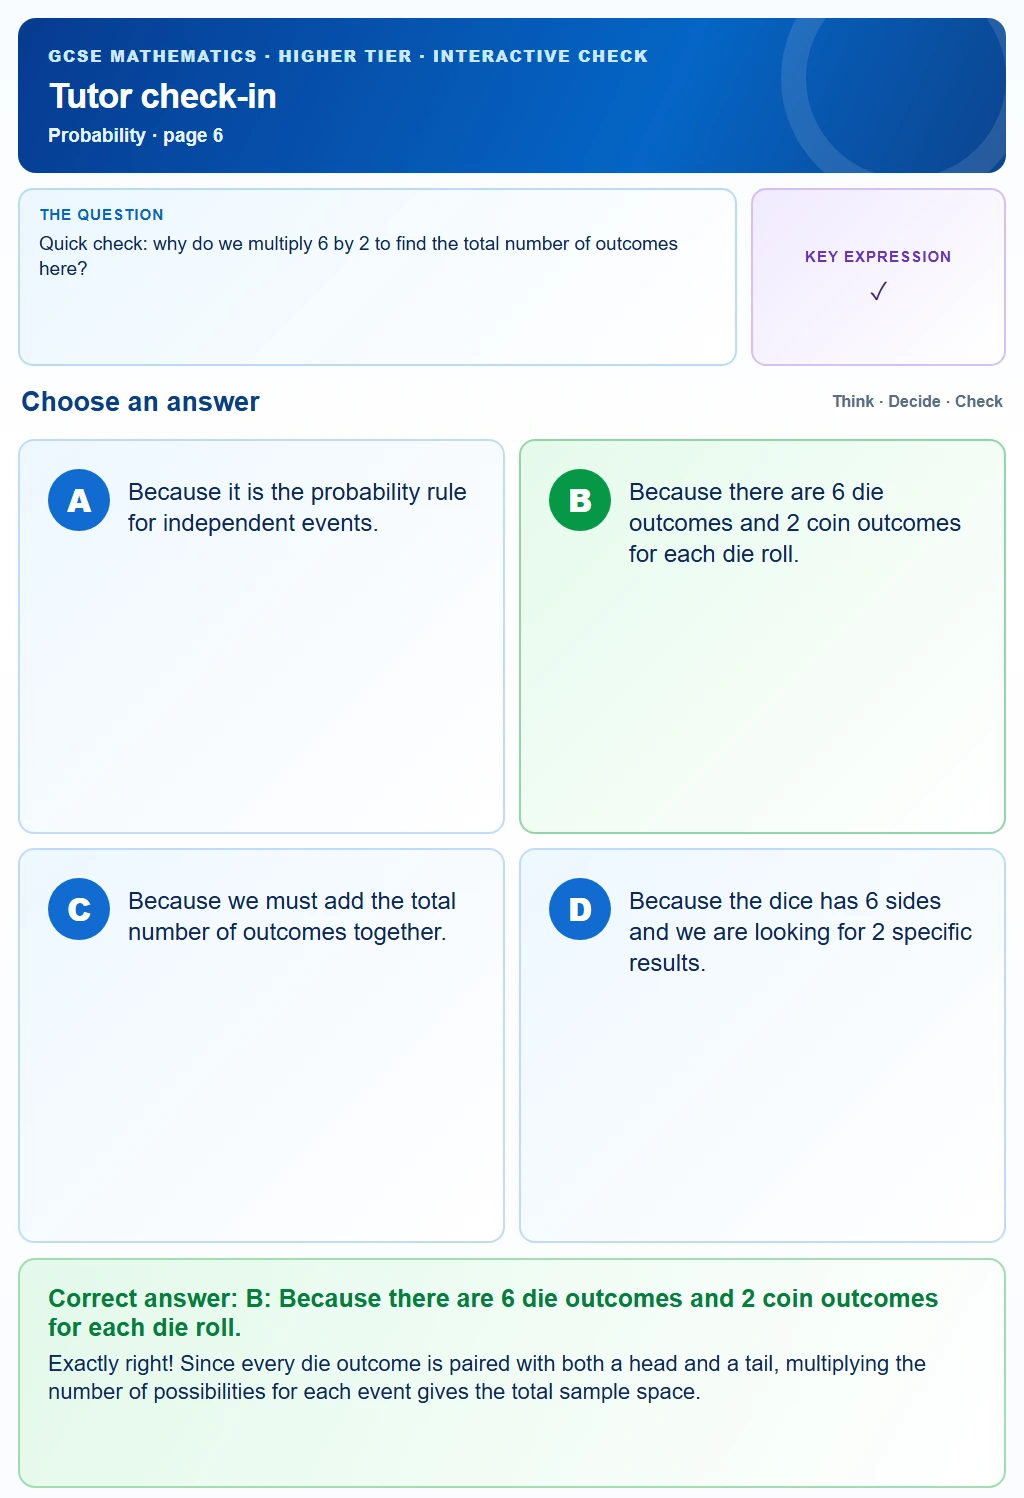 GCSE MATHEMATICS · HIGHER TIER · INTERACTIVE CHECK
Tutor check-in
Probability · page 6
THE QUESTION
Quick check: why do we multiply 6 by 2 to find the total number of outcomes
here?
KEY EXPRESSION
✓
Choose an answer
Think · Decide · Check
A
Because it is the probability rule
for independent events.
B
Because there are 6 die
outcomes and 2 coin outcomes
for each die roll.
C
Because we must add the total
number of outcomes together.
D
Because the dice has 6 sides
and we are looking for 2 specific
results.
Correct answer: B: Because there are 6 die outcomes and 2 coin outcomes
for each die roll.
Exactly right! Since every die outcome is paired with both a head and a tail, multiplying the
number of possibilities for each event gives the total sample space.